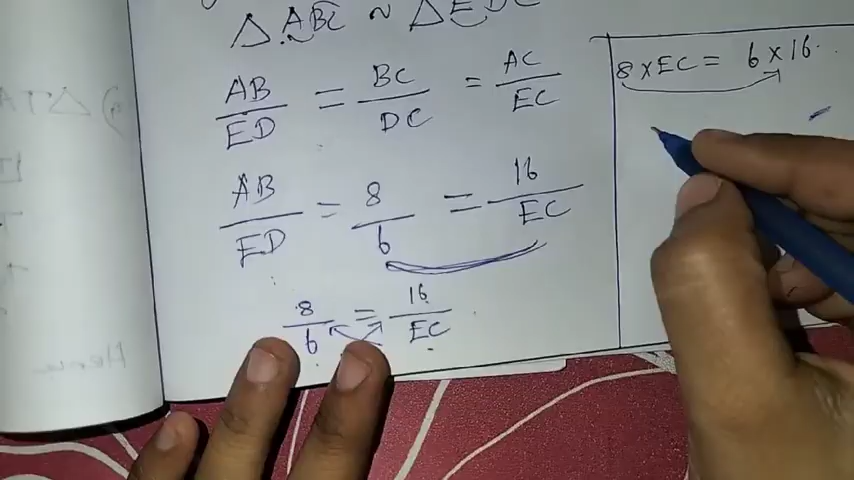 △ABC ~ △EDC
AB/ED = BC/DC = AC/EC
AB/ED = 8/6 = 16/EC
8/6 = 16/EC
8×EC = 6×16